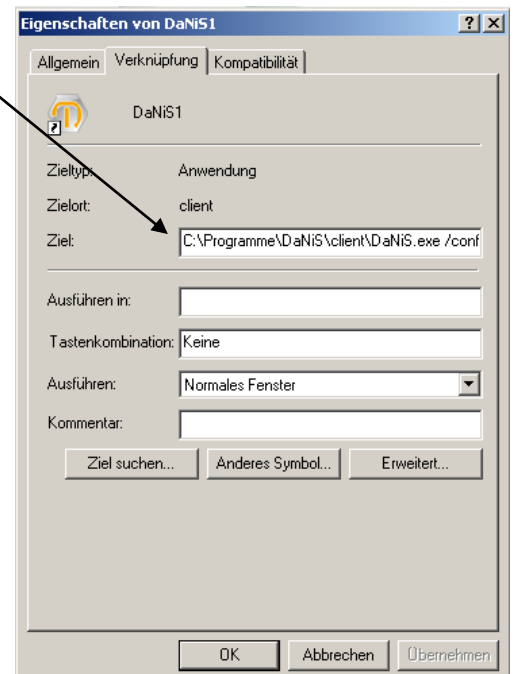 Eigenschaften von DaNiS1
Allgemein Verknüpfung Kompatibilität
DaNiS1
Zieltyp: Anwendung
Zielort: client
Ziel: C:\Programme\DaNiS\client\DaNiS.exe /conf
Ausführen in:
Tastenkombination: Keine
Ausführen: Normales Fenster
Kommentar:
Ziel suchen... Anderes Symbol... Erweitert...
OK Abbrechen Übernehmen